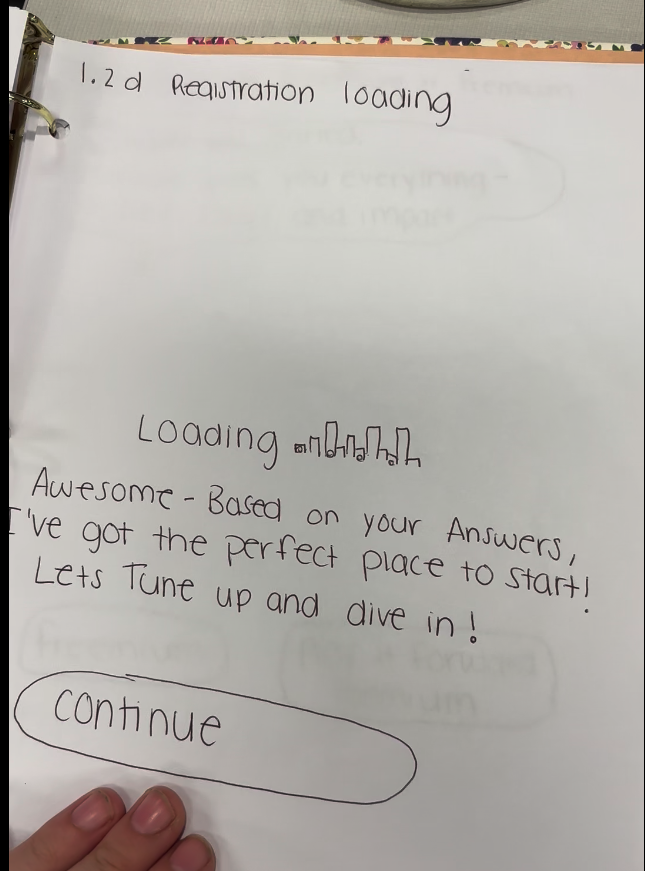 1.2d Registration loading
Loading
Awesome - Based on your Answers,
I've got the perfect place to start!
Lets Tune up and dive in!
continue